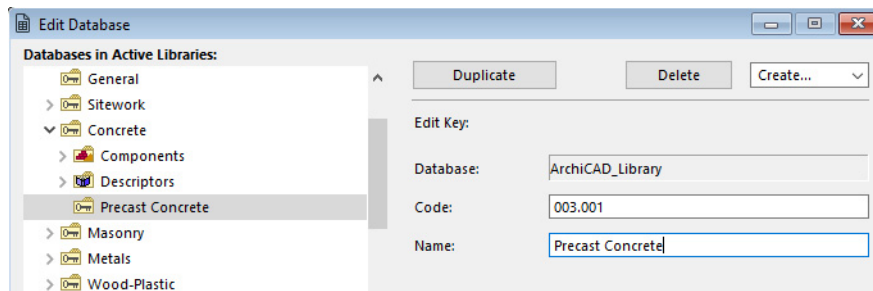 Edit Database
Databases in Active Libraries:
General
Sitework
Concrete
Components
Descriptors
Precast Concrete
Masonry
Metals
Wood-Plastic
Duplicate
Delete
Create...
Edit Key:
Database:
ArchiCAD_Library
Code:
003.001
Name:
Precast Concrete